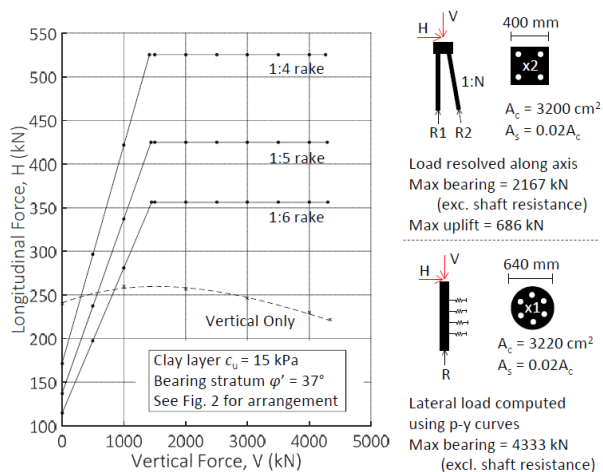 550
500
450
400
350
300
250
200
150
100
0
1000
2000
3000
4000
5000
Longitudinal Force, H (kN)
Vertical Force, V (kN)
1:4 rake
1:5 rake
1:6 rake
Vertical Only
Clay layer cu = 15 kPa
Bearing stratum φ’ = 37°
See Fig. 2 for arrangement
V
H
1:N
R1 R2
400 mm
x2
Ac = 3200 cm²
As = 0.02Ac
Load resolved along axis
Max bearing = 2167 kN
(exc. shaft resistance)
Max uplift = 686 kN
V
H
R
640 mm
x1
Ac = 3220 cm²
As = 0.02Ac
Lateral load computed
using p-y curves
Max bearing = 4333 kN
(excl. shaft resistance)